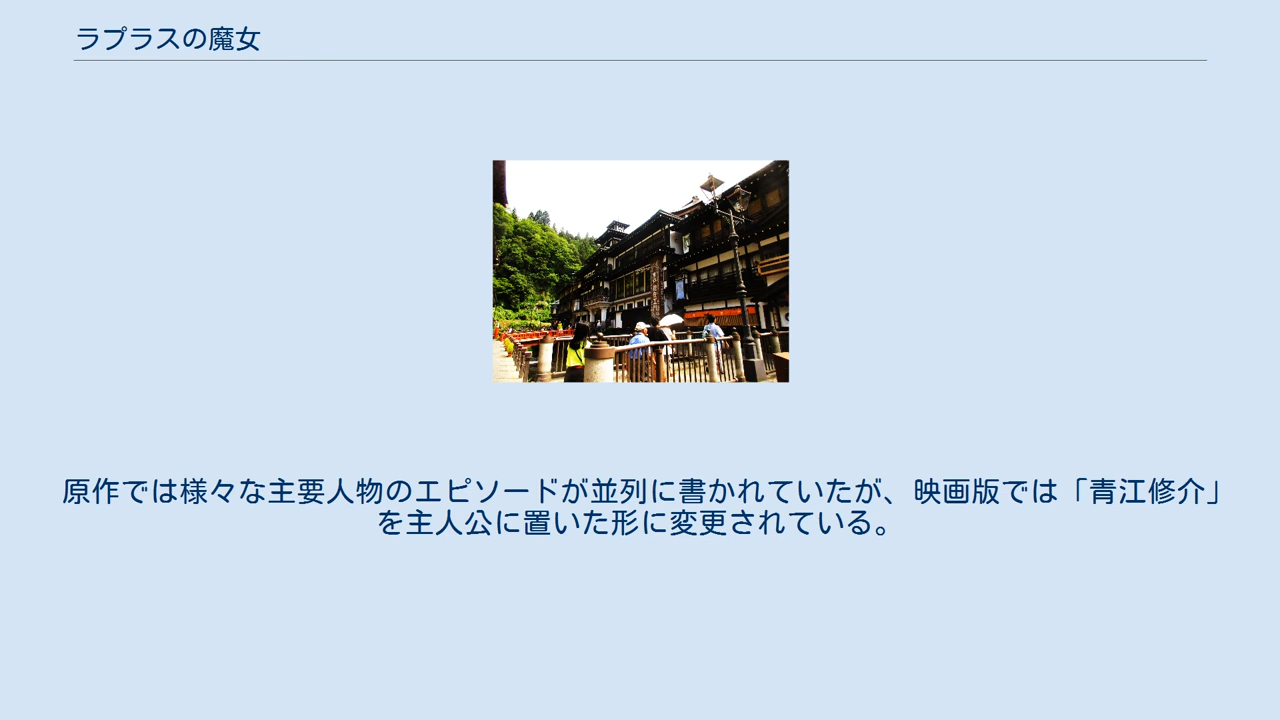 ラプラスの魔女
原作では様々な主要人物のエピソードが並列に書かれていたが、映画版では「青江修介」
を主人公に置いた形に変更されている。